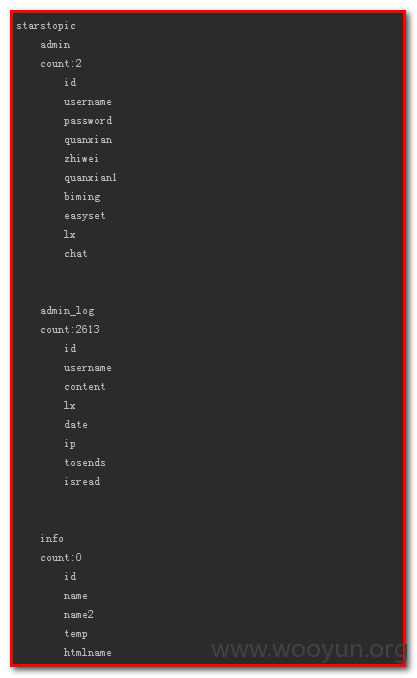 starstopic
admin
count:2
id
username
password
quanxian
zhiwei
quanxian1
biming
easyset
lx
chat
admin_log
count:2613
id
username
content
lx
date
ip
tosends
isread
info
count:0
id
name
name2
temp
htmlname
www.wooyun.org